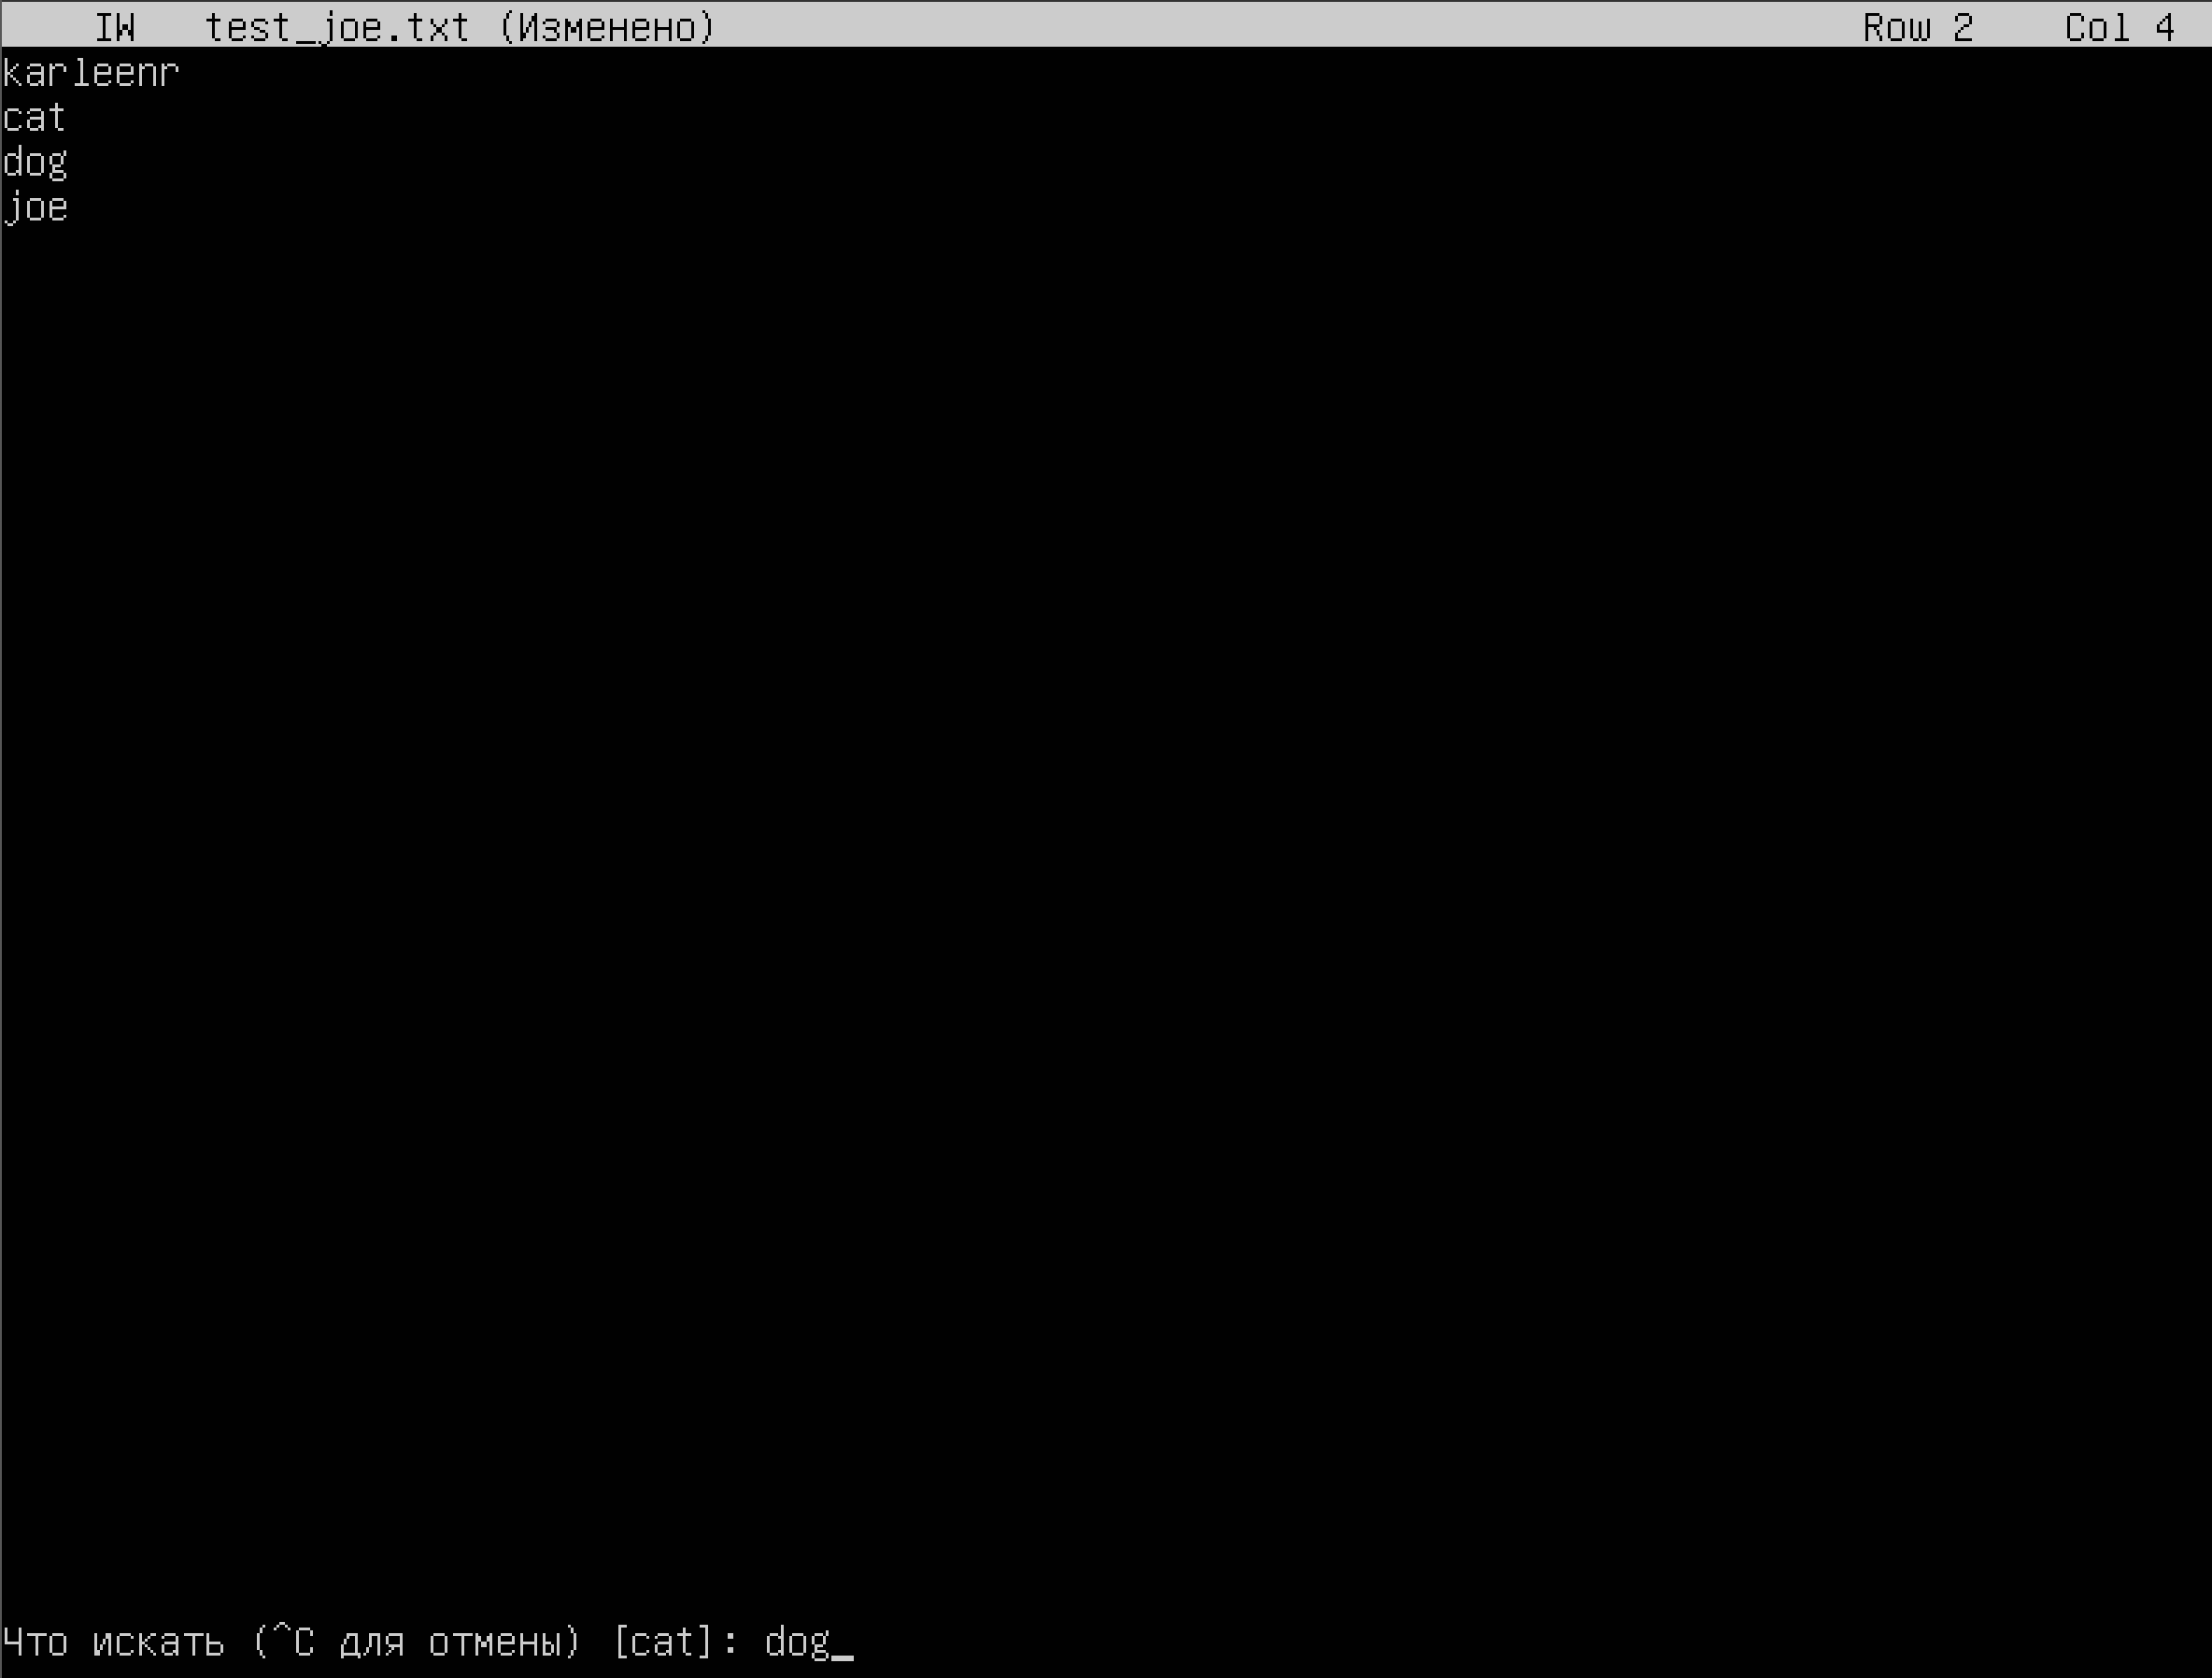 IW test_joe.txt (Изменено) Row 2 Col 4
karleenr
cat
dog
joe
Что искать (^C для отмены) [cat]: dog_